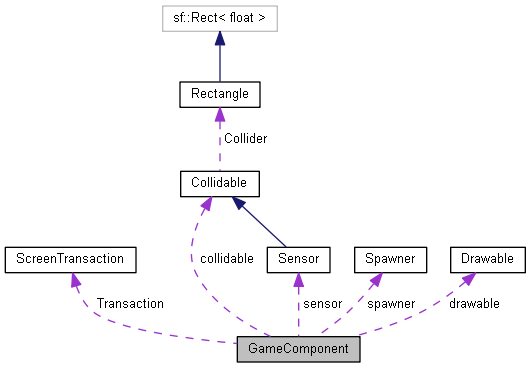 sf::Rect< float >
Rectangle
Collider
Collidable
collidable
ScreenTransaction
Sensor
Spawner
Drawable
Transaction
sensor
spawner
drawable
GameComponent